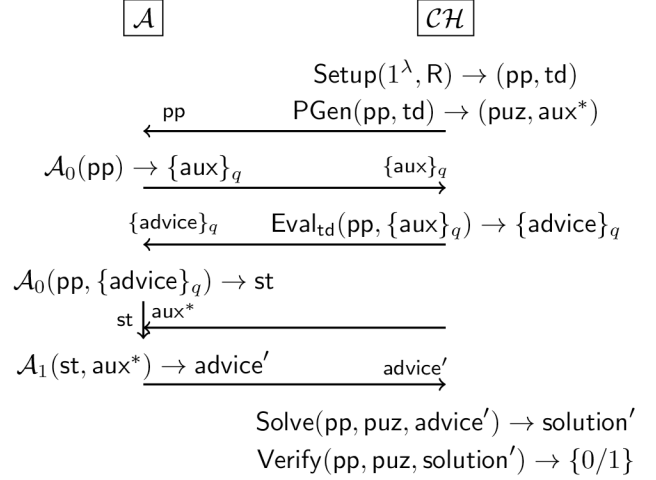 𝒜 𝒞ℋ
Setup(1^λ, R) → (pp, td)
pp PGen(pp, td) → (puz, aux*)
𝒜₀(pp) → {aux}_q {aux}_q
{advice}_q Eval_td(pp, {aux}_q) → {advice}_q
𝒜₀(pp, {advice}_q) → st
st aux*
𝒜₁(st, aux*) → advice′ advice′
Solve(pp, puz, advice′) → solution′
Verify(pp, puz, solution′) → {0/1}